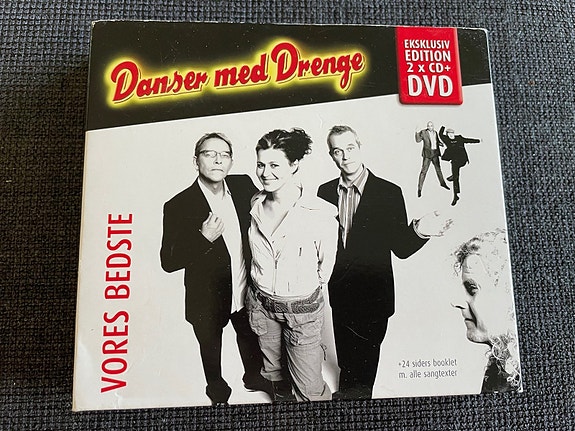 Danser med Drenge
EKSKLUSIV
EDITION
2 x CD+
DVD
VORES BEDSTE
+24 siders booklet
m. alle sangtexter